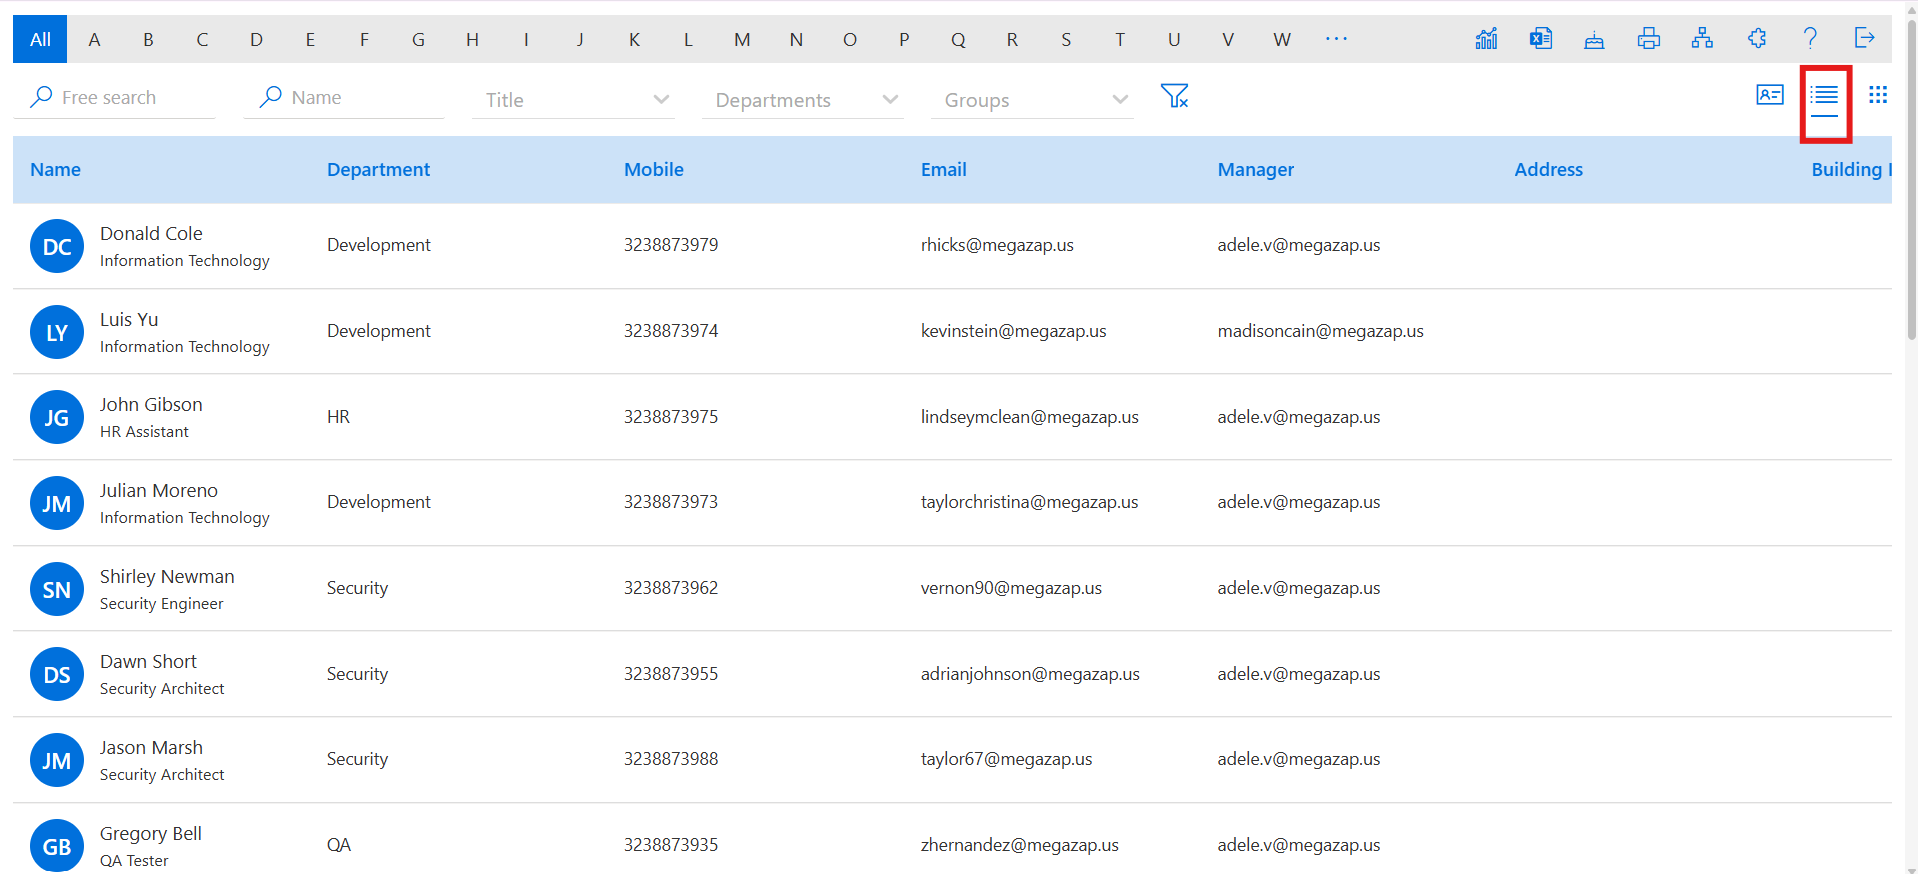 All A B C D E F G H I J K L M N O P Q R S T U V W ...
Free search Name Title Departments Groups
Name Department Mobile Email Manager Address Building
DC Donald Cole
Information Technology
Development 3238873979 rhicks@megazap.us adele.v@megazap.us
LY Luis Yu
Information Technology
Development 3238873974 kevinstein@megazap.us madisoncain@megazap.us
JG John Gibson
HR Assistant
HR 3238873975 lindseymclean@megazap.us adele.v@megazap.us
JM Julian Moreno
Information Technology
Development 3238873973 taylorchristina@megazap.us adele.v@megazap.us
SN Shirley Newman
Security Engineer
Security 3238873962 vernon90@megazap.us adele.v@megazap.us
DS Dawn Short
Security Architect
Security 3238873955 adrianjohnson@megazap.us adele.v@megazap.us
JM Jason Marsh
Security Architect
Security 3238873988 taylor67@megazap.us adele.v@megazap.us
GB Gregory Bell
QA Tester
QA 3238873935 zhernandez@megazap.us adele.v@megazap.us